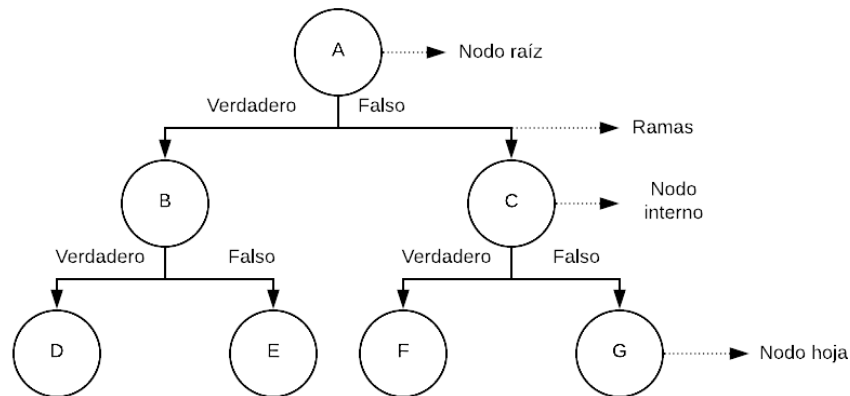 A
Nodo raíz
Verdadero
Falso
Ramas
B
C
Nodo
interno
Verdadero
Falso
Verdadero
Falso
D
E
F
G
Nodo hoja